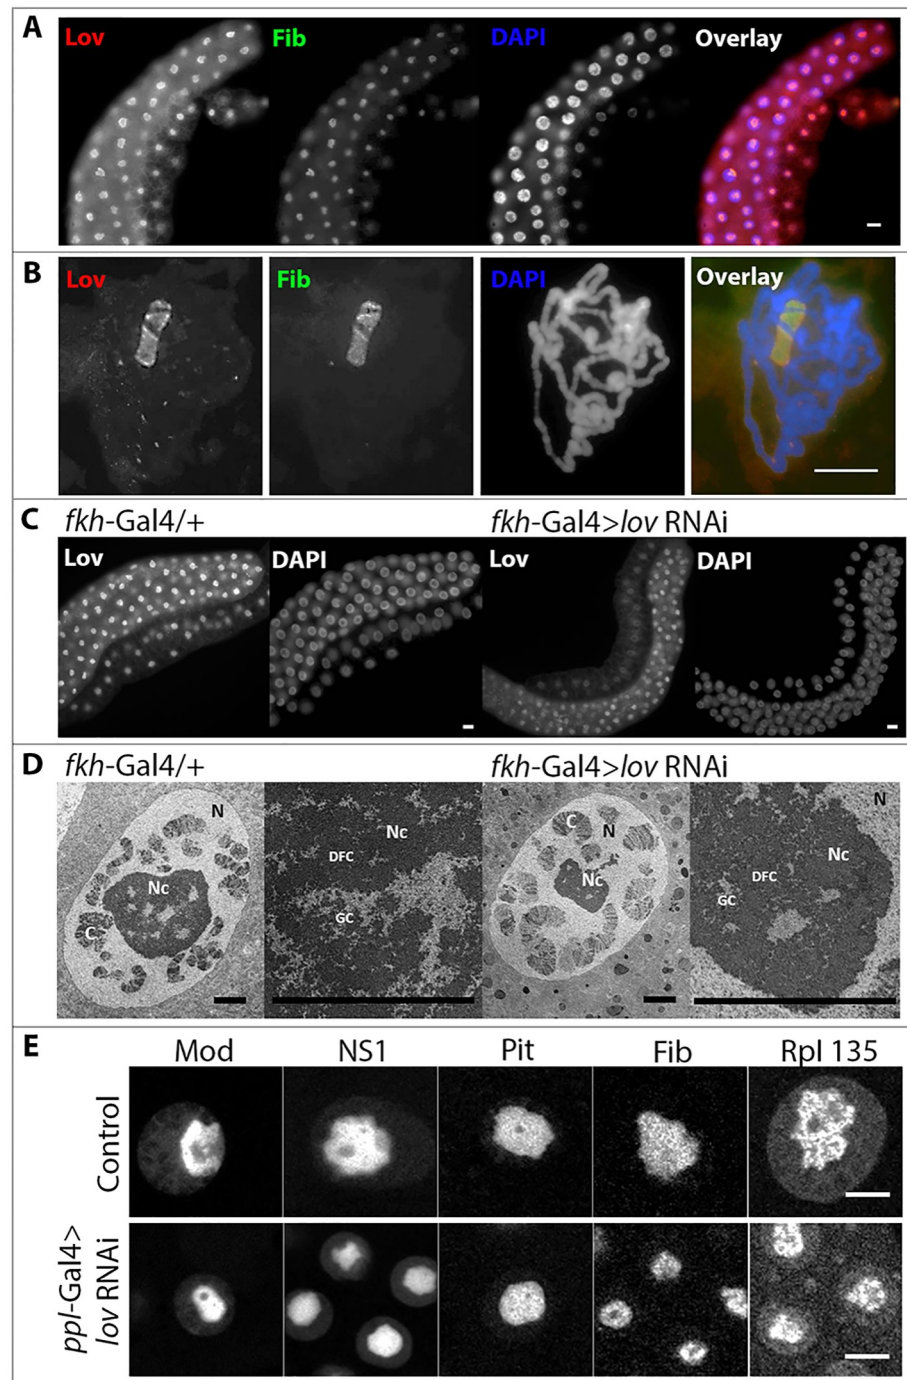 A
Lov
Fib
DAPI
Overlay
B
Lov
Fib
DAPI
Overlay
C
fkh-Gal4/+
fkh-Gal4>lov RNAi
Lov
DAPI
Lov
DAPI
D
fkh-Gal4/+
fkh-Gal4>lov RNAi
N
Nc
C
Nc
DFC
GC
C
N
Nc
N
Nc
DFC
GC
E
Mod
NS1
Pit
Fib
Rpl 135
Control
ppl-Gal4>
lov RNAi